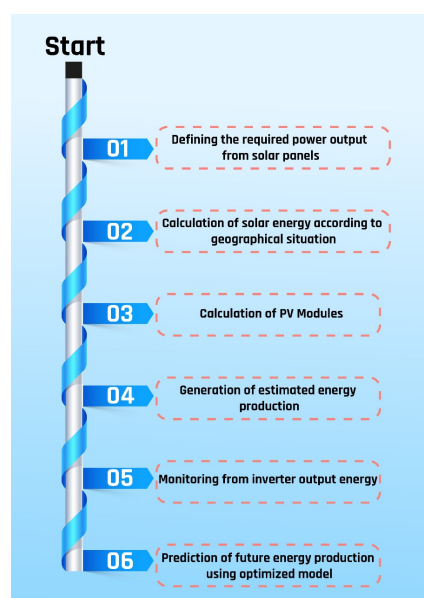 Start
01
Defining the required power output
from solar panels
02
Calculation of solar energy according to
geographical situation
03
Calculation of PV Modules
04
Generation of estimated energy
production
05
Monitoring from inverter output energy
06
Prediction of future energy production
using optimized model